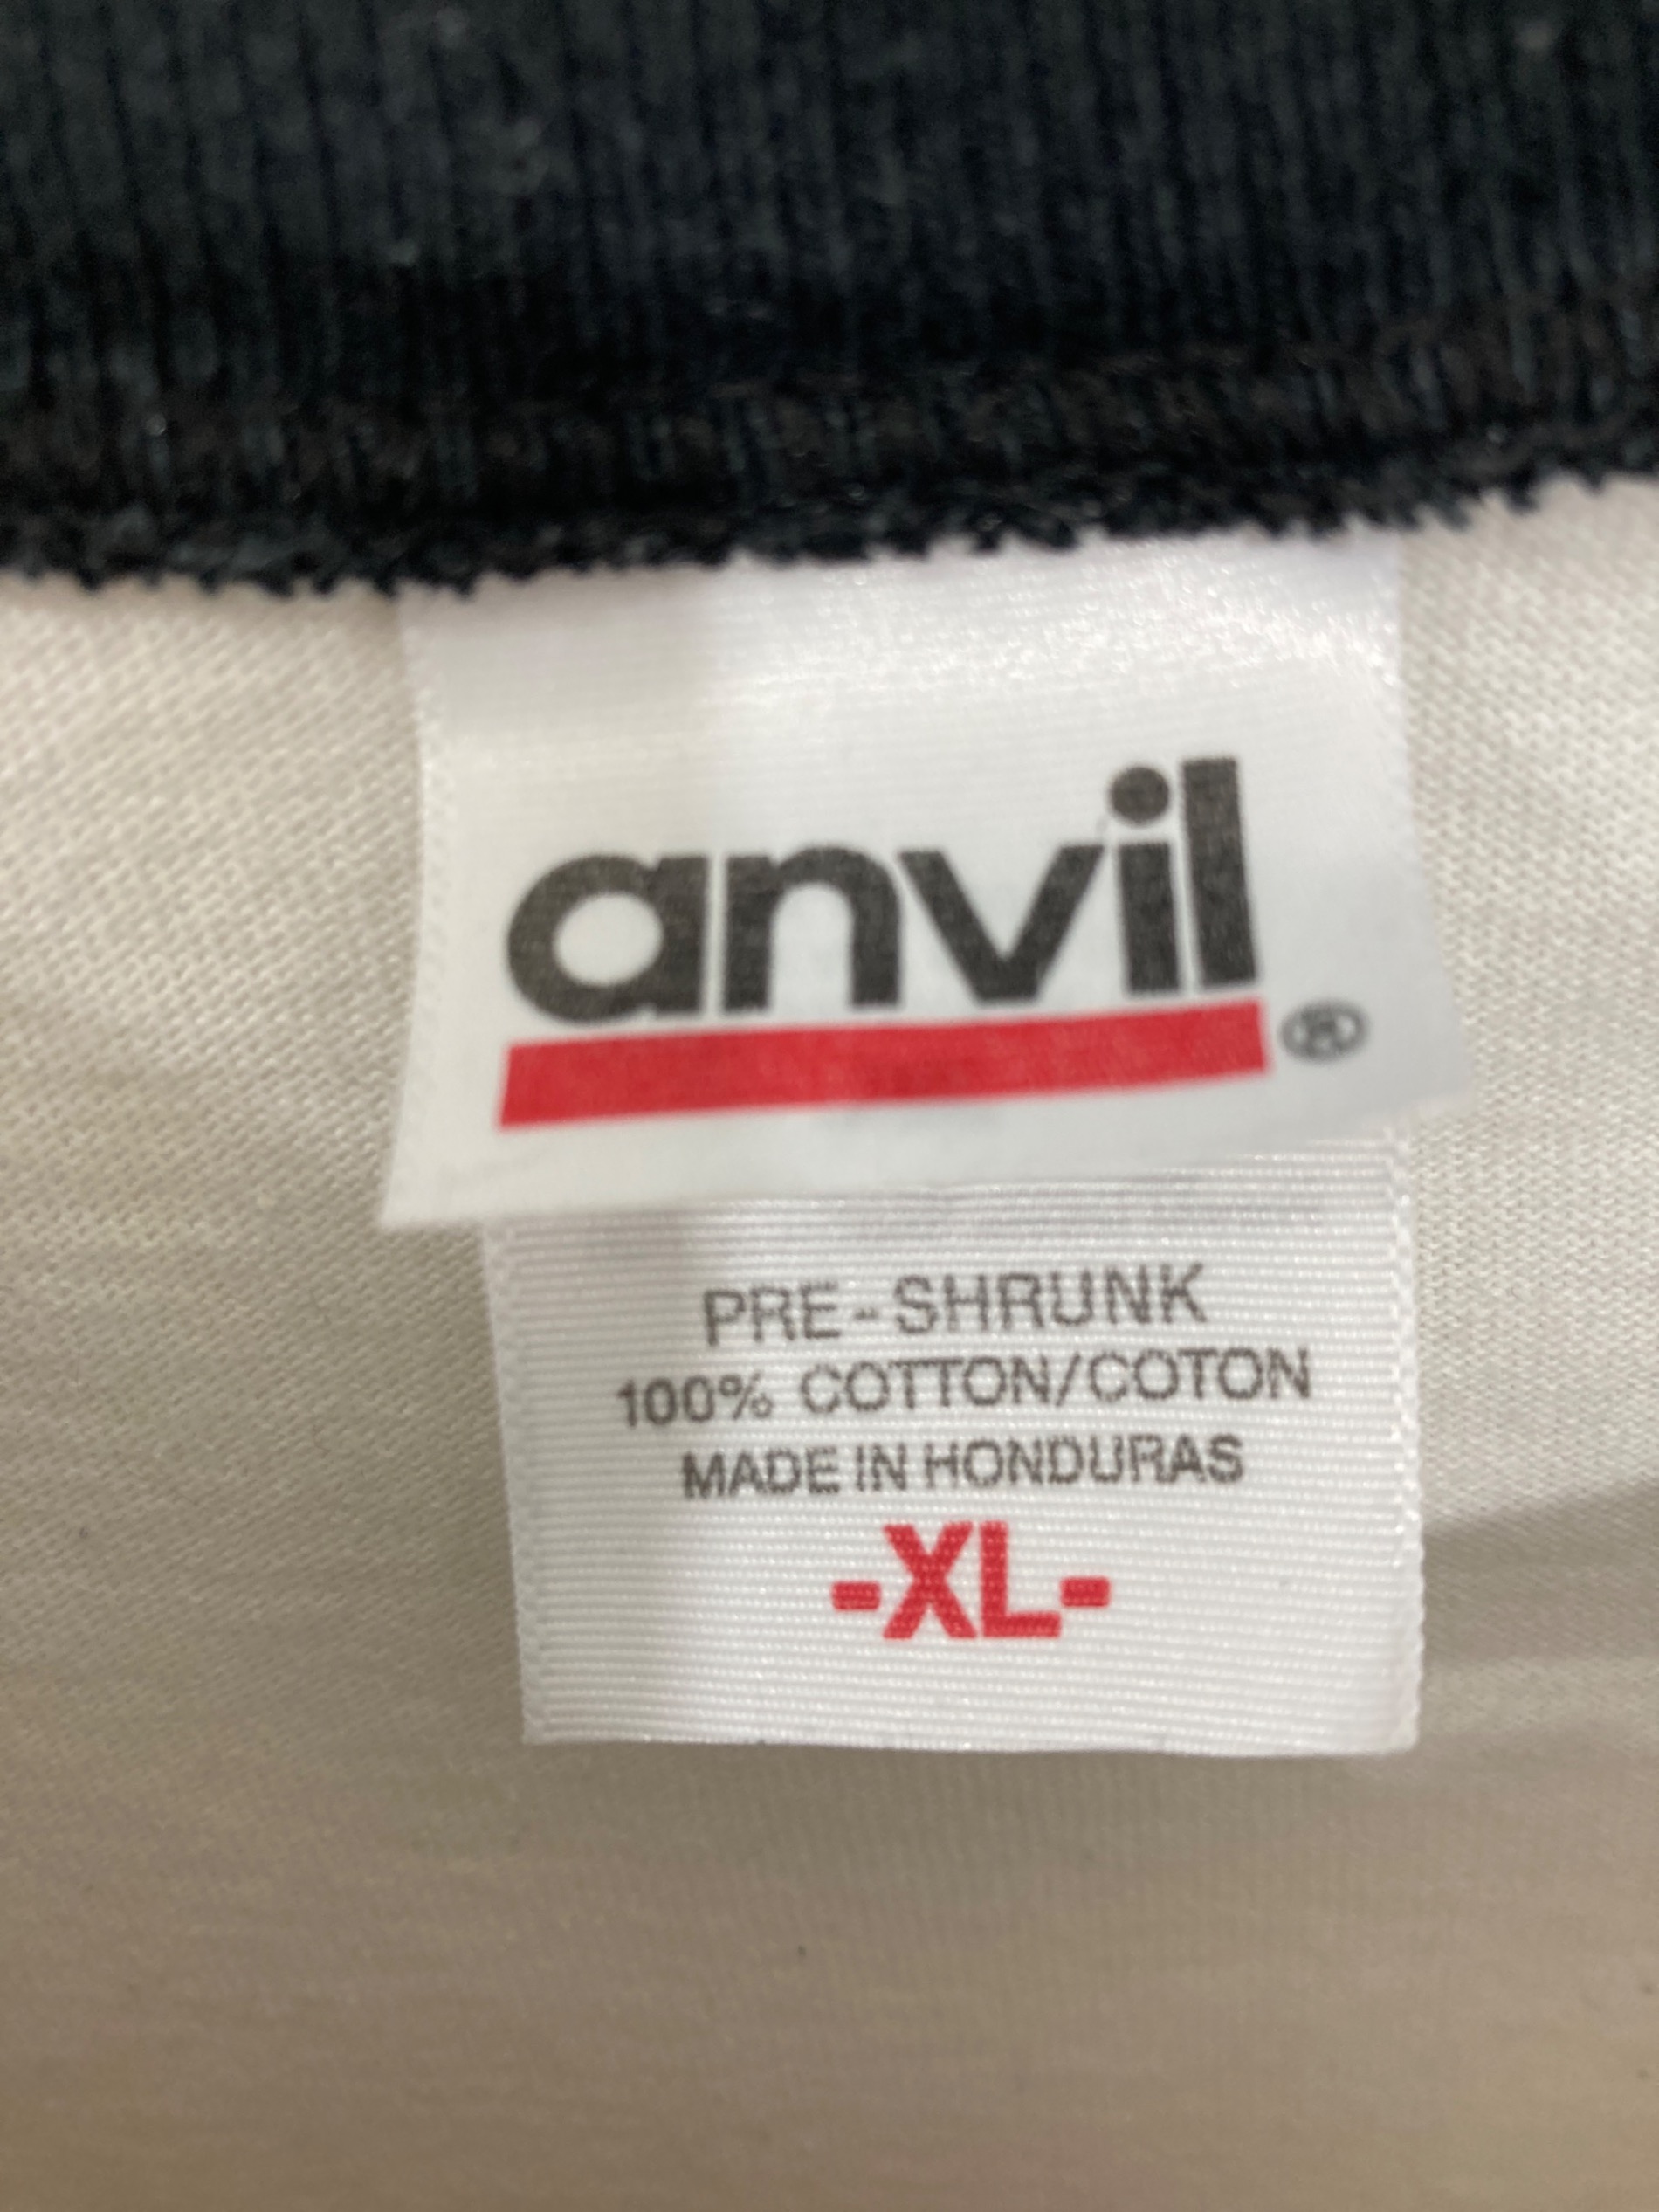 anvil®
PRE-SHRUNK
100% COTTON/COTON
MADE IN HONDURAS
-XL-